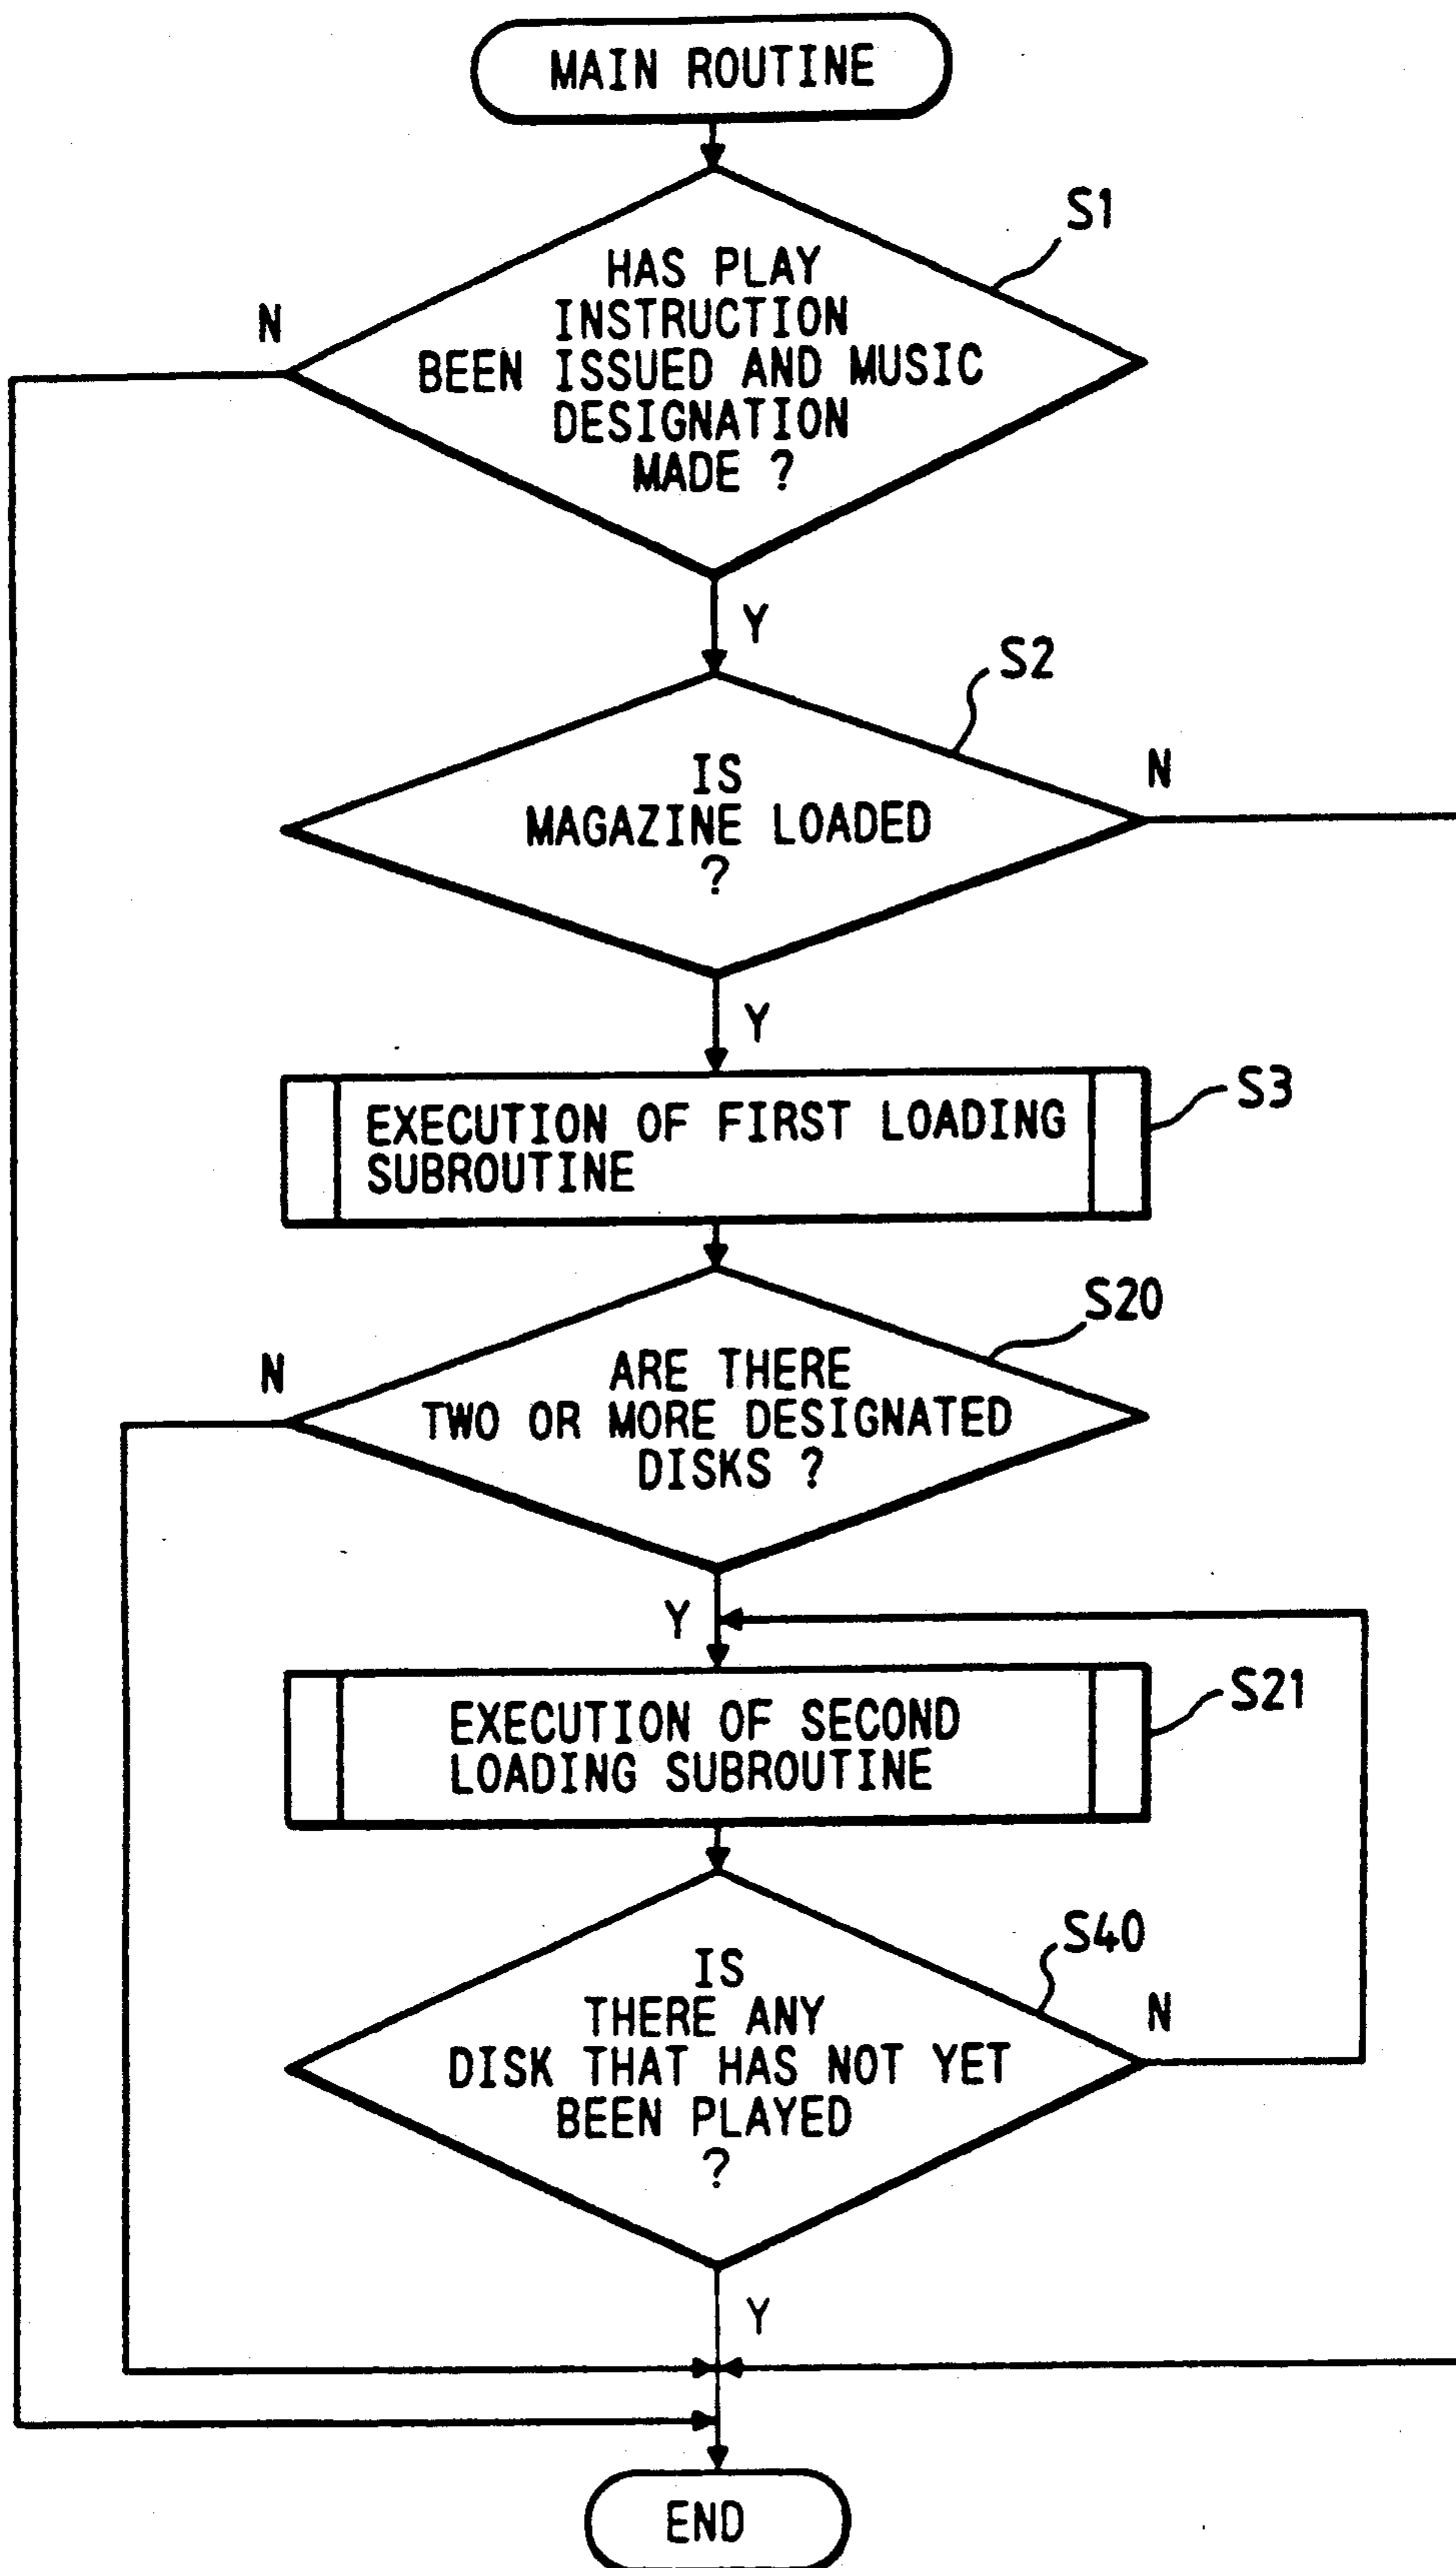 MAIN ROUTINE
S1
HAS PLAY
INSTRUCTION
BEEN ISSUED AND MUSIC
DESIGNATION
MADE ?
N
Y
S2
IS
MAGAZINE LOADED
?
N
Y
S3
EXECUTION OF FIRST LOADING
SUBROUTINE
S20
ARE THERE
TWO OR MORE DESIGNATED
DISKS ?
N
Y
S21
EXECUTION OF SECOND
LOADING SUBROUTINE
S40
IS
THERE ANY
DISK THAT HAS NOT YET
BEEN PLAYED
?
N
Y
END